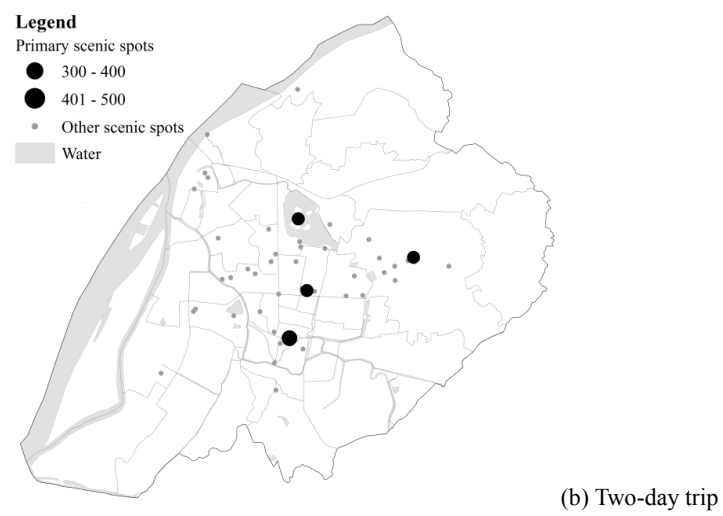 Legend
Primary scenic spots
300 - 400
401 - 500
Other scenic spots
Water
(b) Two-day trip